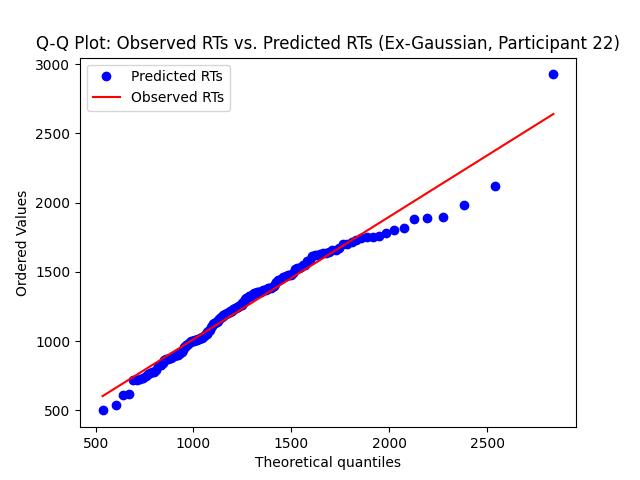 Q-Q Plot: Observed RTs vs. Predicted RTs (Ex-Gaussian, Participant 22)
Predicted RTs
Observed RTs
Ordered Values
3000
2500
2000
1500
1000
500
500 1000 1500 2000 2500
Theoretical quantiles